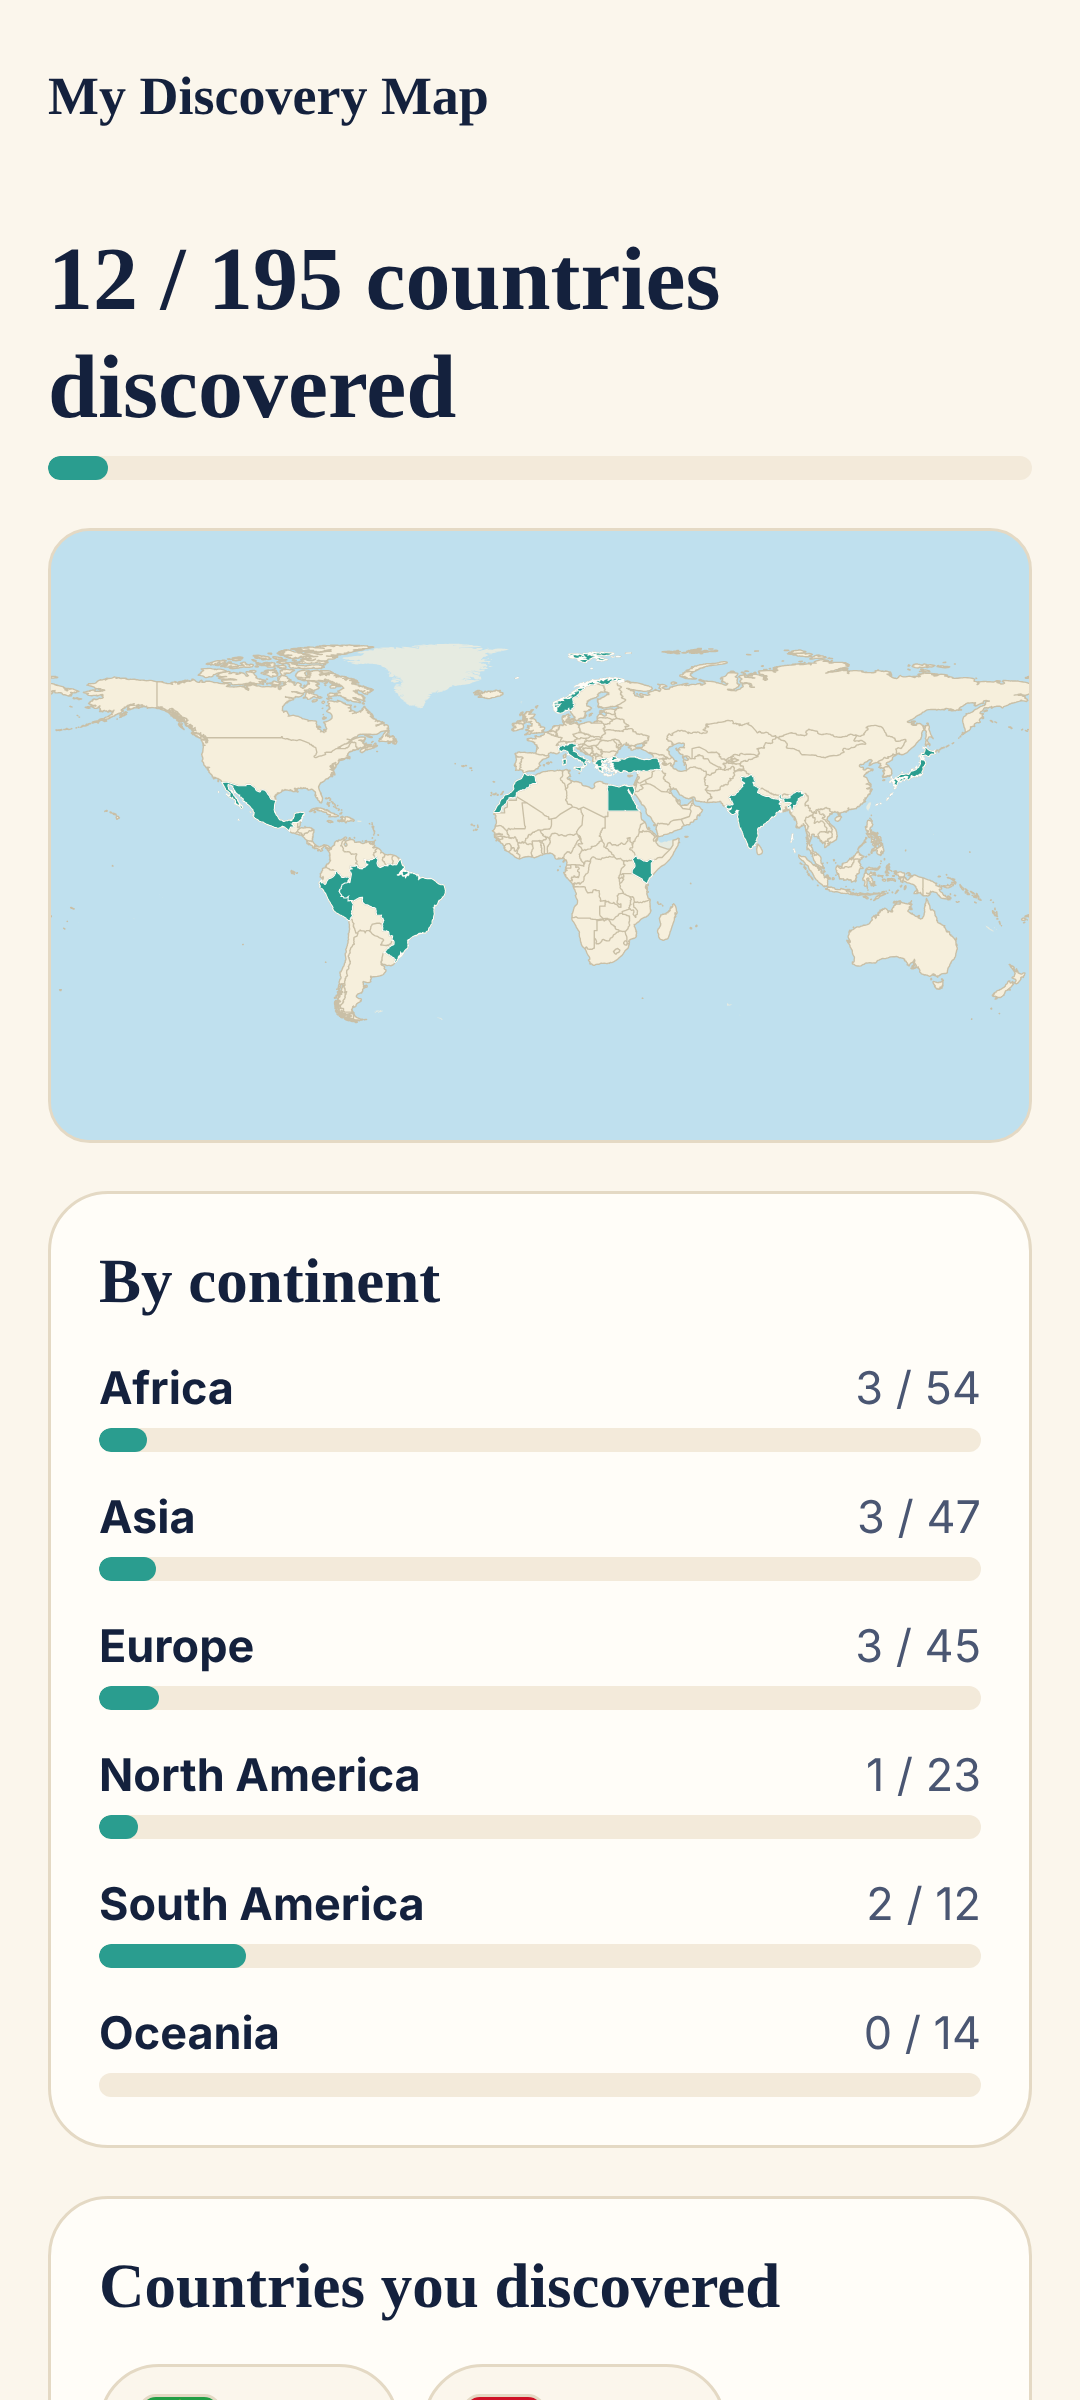 My Discovery Map
12 / 195 countries
discovered
By continent
Africa 3 / 54
Asia 3 / 47
Europe 3 / 45
North America 1 / 23
South America 2 / 12
Oceania 0 / 14
Countries you discovered